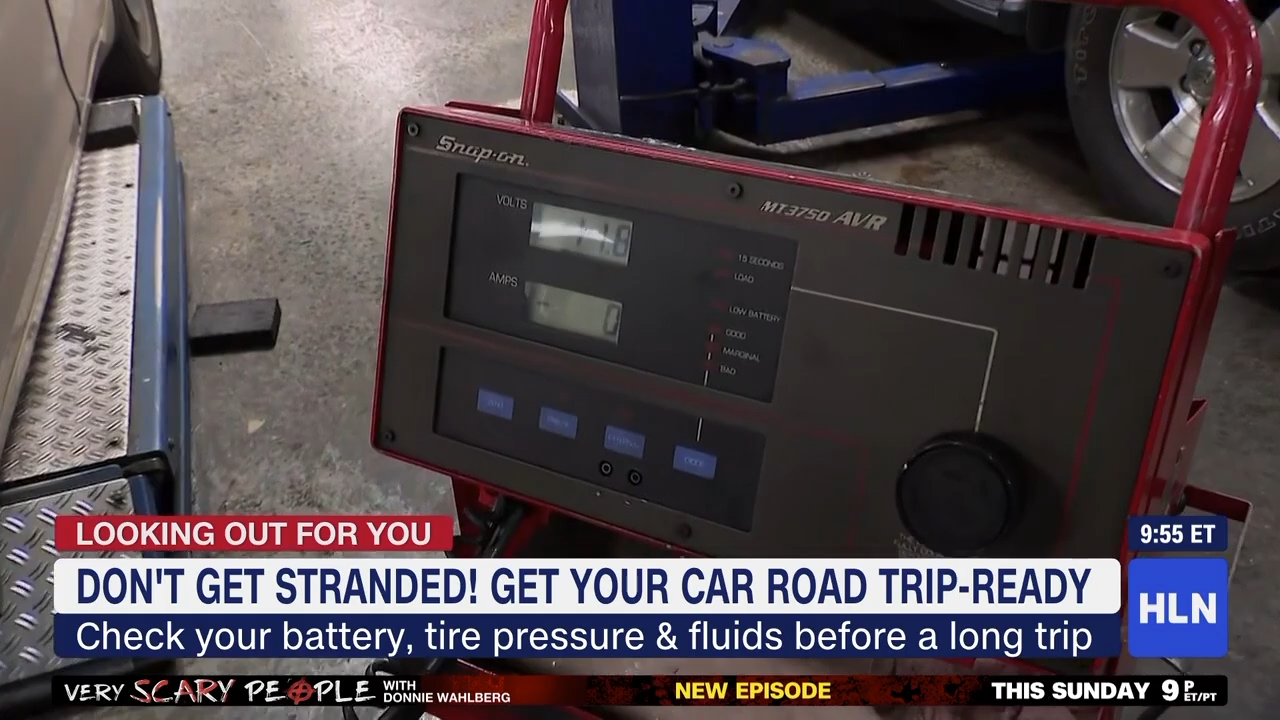 Snap-on
MT3750 AVR
VOLTS
15 SECONDS
LOAD
AMPS
0
LOW BATTERY
GOOD
MARGINAL
BAD
LOOKING OUT FOR YOU
9:55 ET
DON'T GET STRANDED! GET YOUR CAR ROAD TRIP-READY
HLN
Check your battery, tire pressure & fluids before a long trip
VERY SCARY PEOPLE WITH DONNIE WAHLBERG
NEW EPISODE
THIS SUNDAY 9P ET/PT